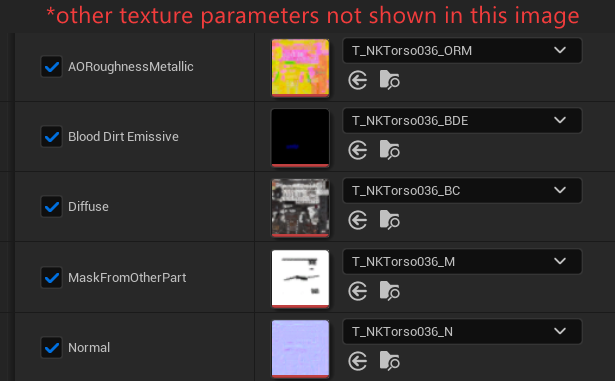 *other texture parameters not shown in this image
AORoughnessMetallic
T_NKTorso036_ORM
Blood Dirt Emissive
T_NKTorso036_BDE
Diffuse
T_NKTorso036_BC
MaskFromOtherPart
T_NKTorso036_M
Normal
T_NKTorso036_N